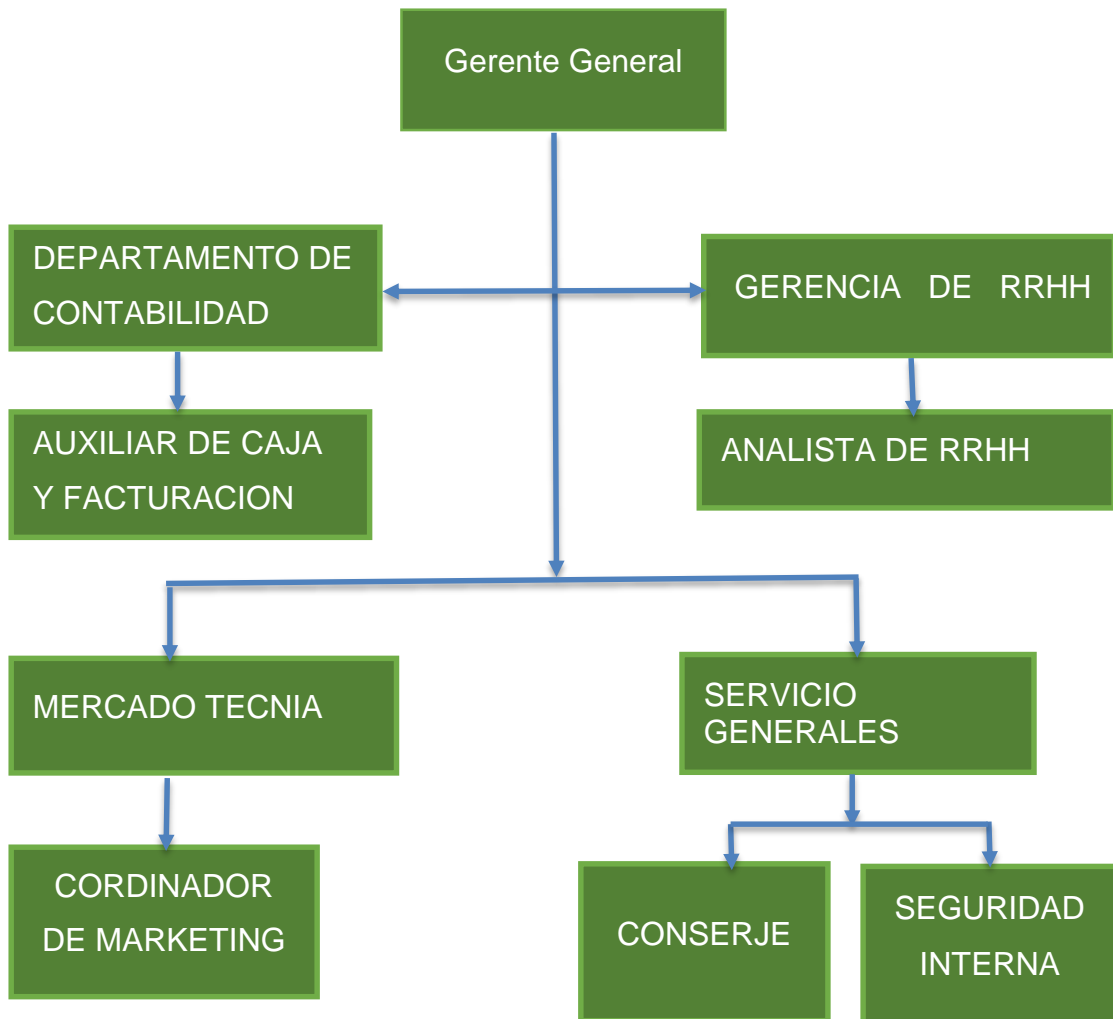 Gerente General
DEPARTAMENTO DE
CONTABILIDAD
GERENCIA DE RRHH
AUXILIAR DE CAJA
Y FACTURACION
ANALISTA DE RRHH
MERCADO TECNIA
SERVICIO
GENERALES
CORDINADOR
DE MARKETING
CONSERJE
SEGURIDAD
INTERNA